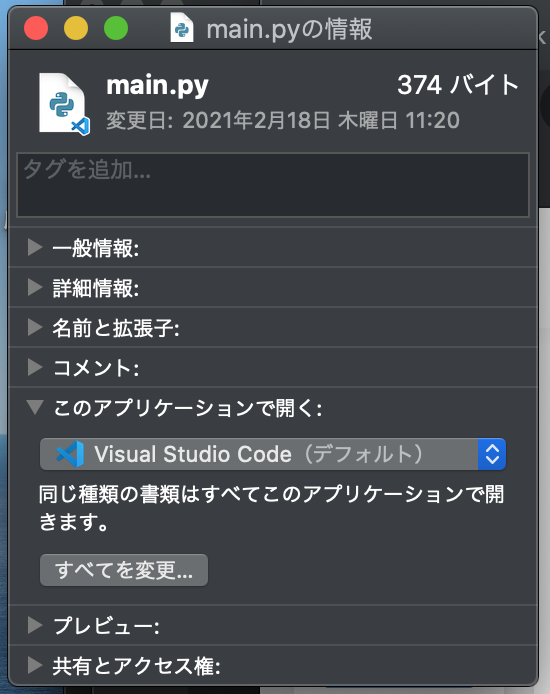 main.pyの情報
main.py 374 バイト
変更日: 2021年2月18日 木曜日 11:20
タグを追加...
一般情報:
詳細情報:
名前と拡張子:
コメント:
このアプリケーションで開く:
Visual Studio Code（デフォルト）
同じ種類の書類はすべてこのアプリケーションで開
きます。
すべてを変更...
プレビュー:
共有とアクセス権: